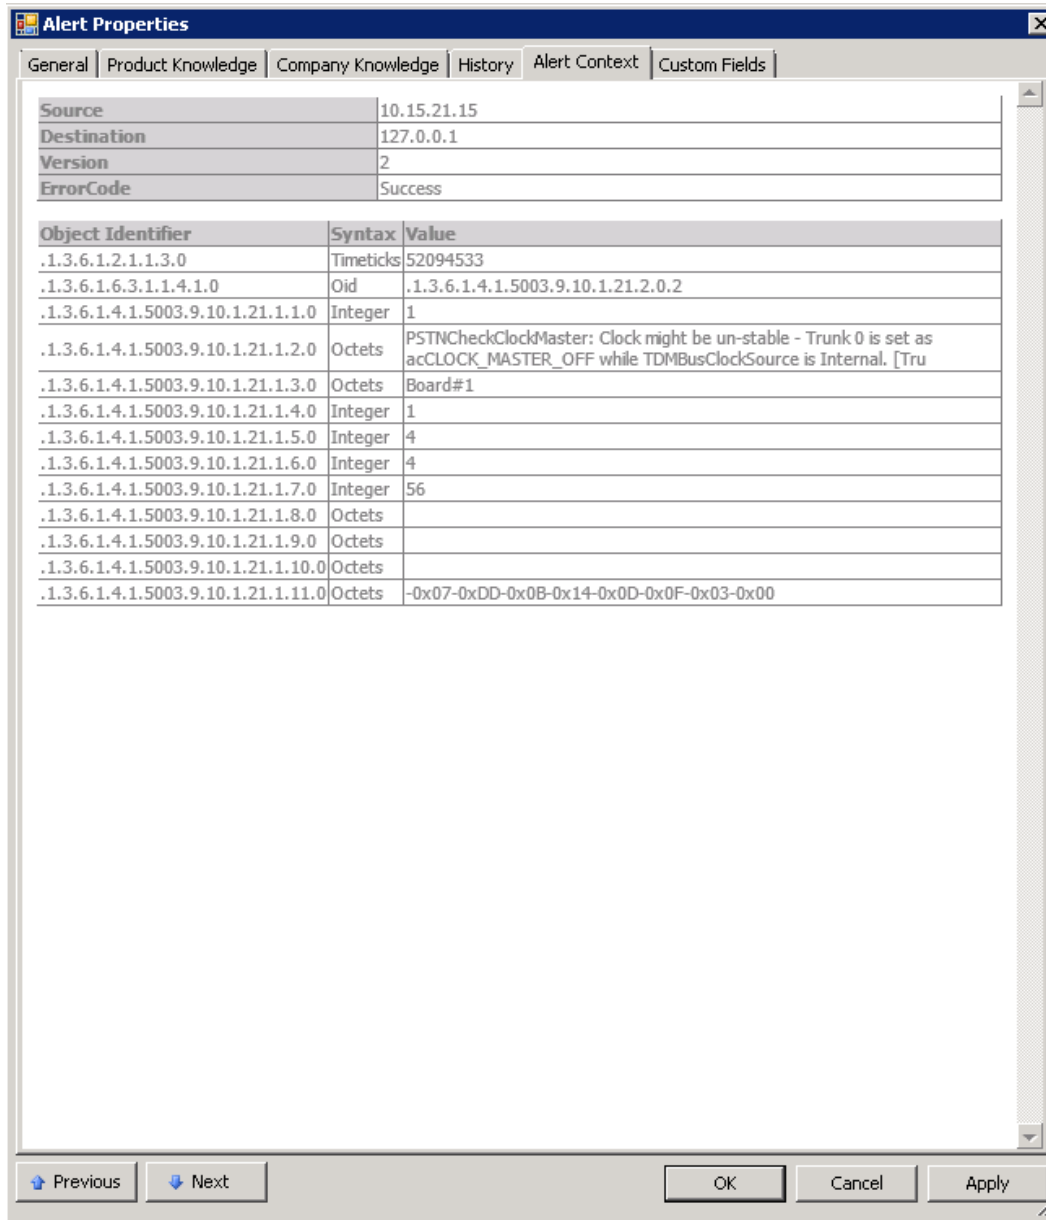 Alert Properties
General Product Knowledge Company Knowledge History Alert Context Custom Fields
Source 10.15.21.15
Destination 127.0.0.1
Version 2
ErrorCode Success
Object Identifier Syntax Value
.1.3.6.1.2.1.1.3.0 Timeticks 52094533
.1.3.6.1.6.3.1.1.4.1.0 Oid .1.3.6.1.4.1.5003.9.10.1.21.2.0.2
.1.3.6.1.4.1.5003.9.10.1.21.1.1.0 Integer 1
.1.3.6.1.4.1.5003.9.10.1.21.1.2.0 Octets PSTNCheckClockMaster: Clock might be un-stable - Trunk 0 is set as
acCLOCK_MASTER_OFF while TDMBusClockSource is Internal. [Tru
.1.3.6.1.4.1.5003.9.10.1.21.1.3.0 Octets Board#1
.1.3.6.1.4.1.5003.9.10.1.21.1.4.0 Integer 1
.1.3.6.1.4.1.5003.9.10.1.21.1.5.0 Integer 4
.1.3.6.1.4.1.5003.9.10.1.21.1.6.0 Integer 4
.1.3.6.1.4.1.5003.9.10.1.21.1.7.0 Integer 56
.1.3.6.1.4.1.5003.9.10.1.21.1.8.0 Octets
.1.3.6.1.4.1.5003.9.10.1.21.1.9.0 Octets
.1.3.6.1.4.1.5003.9.10.1.21.1.10.0 Octets
.1.3.6.1.4.1.5003.9.10.1.21.1.11.0 Octets -0x07-0xDD-0x0B-0x14-0x0D-0x0F-0x03-0x00
Previous Next OK Cancel Apply